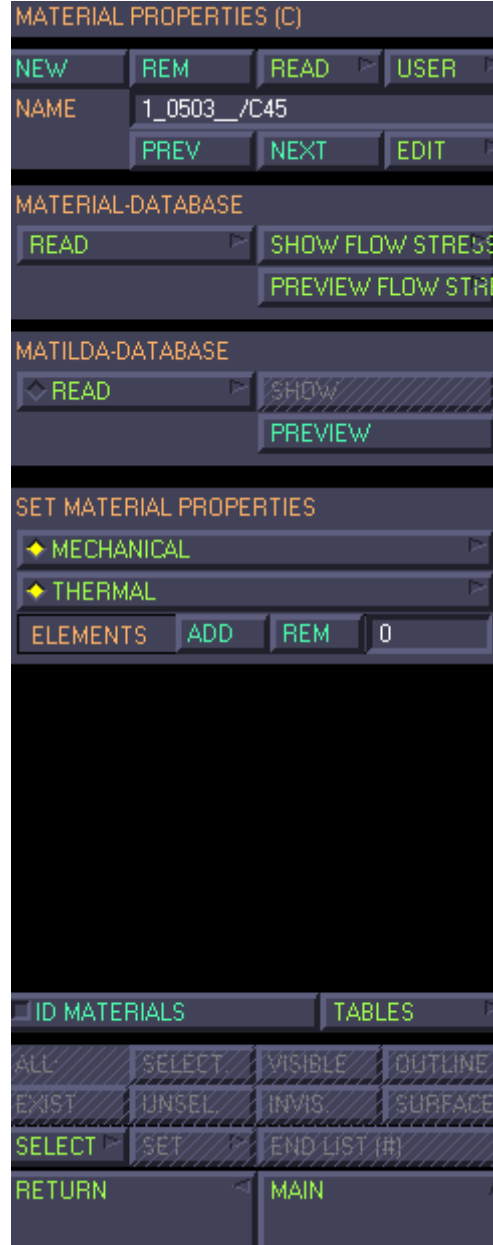 MATERIAL PROPERTIES (C)
NEW REM READ USER
NAME 1_0503__/C45
PREV NEXT EDIT
MATERIAL-DATABASE
READ SHOW FLOW STRESS
PREVIEW FLOW STRE
MATILDA-DATABASE
READ SHOW
PREVIEW
SET MATERIAL PROPERTIES
MECHANICAL
THERMAL
ELEMENTS ADD REM 0
ID MATERIALS TABLES
ALL: SELECT. VISIBLE OUTLINE
EXIST. UNSEL. INVIS. SURFACE
SELECT SET END LIST (#)
RETURN MAIN